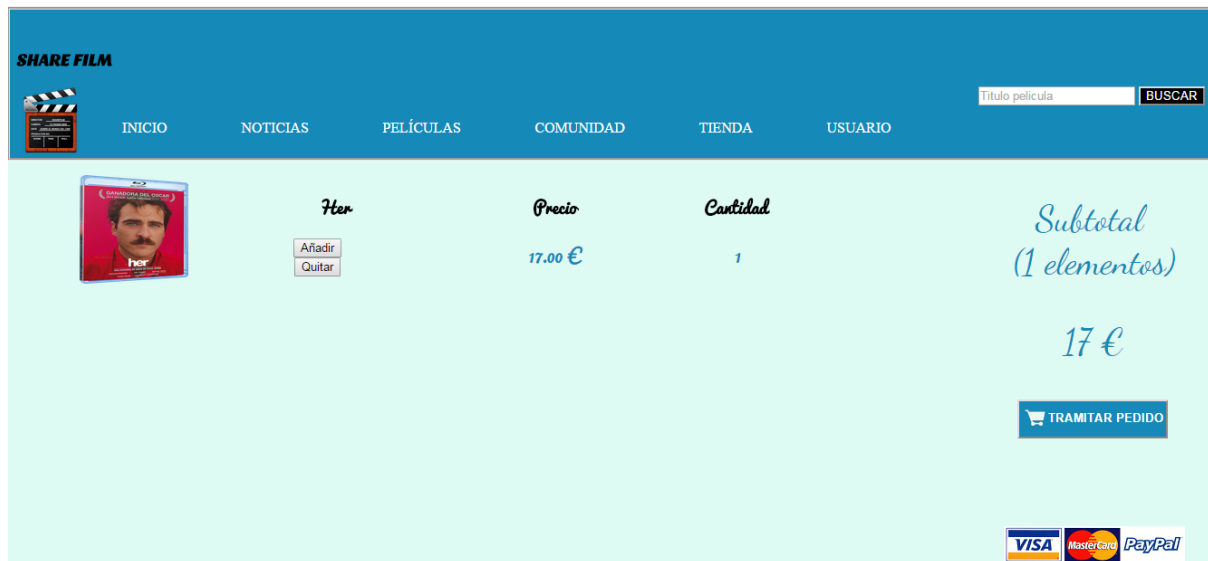 SHARE FILM
Titulo pelicula
BUSCAR
INICIO
NOTICIAS
PELÍCULAS
COMUNIDAD
TIENDA
USUARIO
GANADORA DEL OSCAR
her
Her
Precio
Cantidad
Añadir
Quitar
17.00 €
1
Subtotal
(1 elementos)
17 €
TRAMITAR PEDIDO
VISA
MasterCard
PayPal